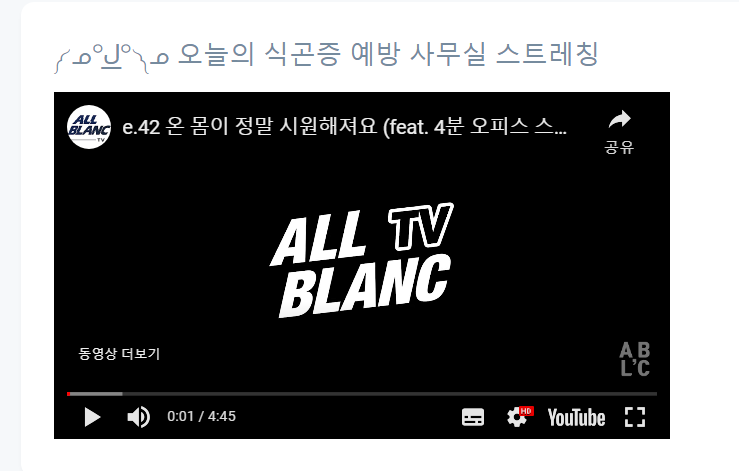 ༼ ᓄºل͟º༽ᓄ 오늘의 식곤증 예방 사무실 스트레칭
ALL BLANC TV
e.42 온 몸이 정말 시원해져요 (feat. 4분 오피스 스...
공유
ALL TV
BLANC
동영상 더보기
AB
L'C
0:01 / 4:45
HD
YouTube